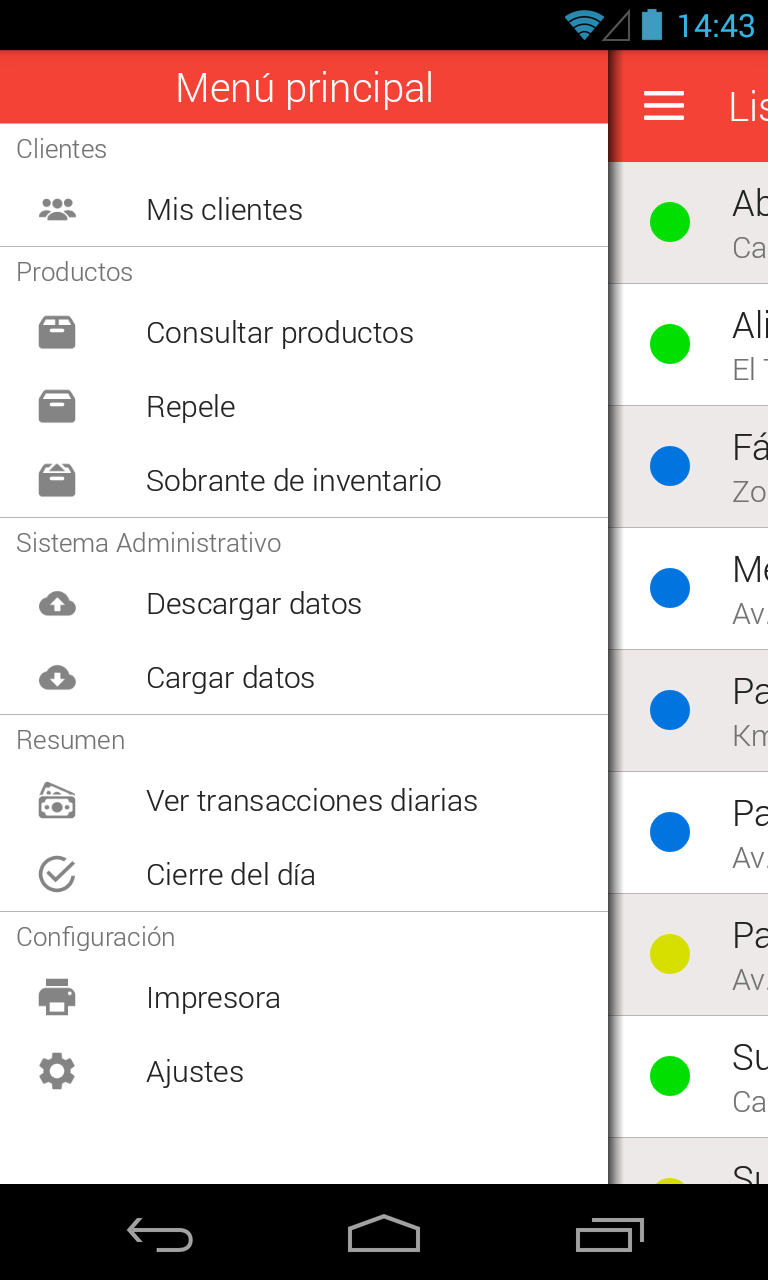 14:43
Menú principal
Clientes
Mis clientes
Productos
Consultar productos
Repele
Sobrante de inventario
Sistema Administrativo
Descargar datos
Cargar datos
Resumen
Ver transacciones diarias
Cierre del día
Configuración
Impresora
Ajustes
Lis
Ab
Ca
Ali
El
Fá
Zo
Me
Av.
Pa
Km
Pa
Av.
Pa
Av.
Su
Ca
Su